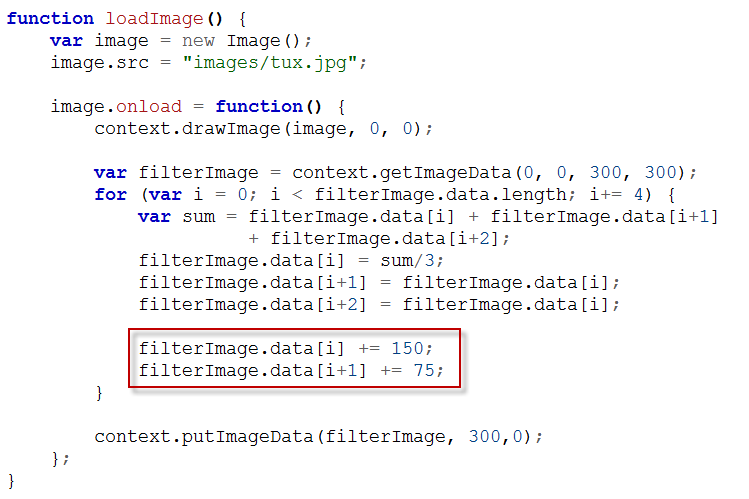 function loadImage() {
    var image = new Image();
    image.src = "images/tux.jpg";

    image.onload = function() {
        context.drawImage(image, 0, 0);

        var filterImage = context.getImageData(0, 0, 300, 300);
        for (var i = 0; i < filterImage.data.length; i+= 4) {
            var sum = filterImage.data[i] + filterImage.data[i+1]
                      + filterImage.data[i+2];
            filterImage.data[i] = sum/3;
            filterImage.data[i+1] = filterImage.data[i];
            filterImage.data[i+2] = filterImage.data[i];

            filterImage.data[i] += 150;
            filterImage.data[i+1] += 75;
        }

        context.putImageData(filterImage, 300,0);
    };
}